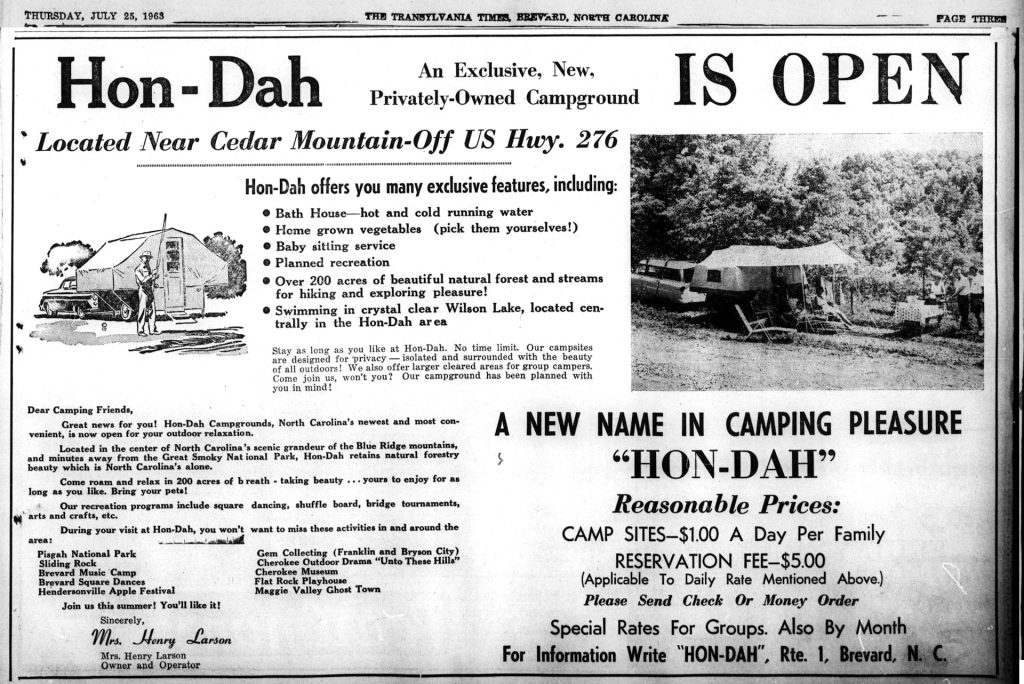 THURSDAY, JULY 25, 1963
THE TRANSYLVANIA TIMES, BREVARD, NORTH CAROLINA
PAGE THREE
Hon-Dah
An Exclusive, New,
Privately-Owned Campground
IS OPEN
Located Near Cedar Mountain-Off US Hwy. 276
Hon-Dah offers you many exclusive features, including:
● Bath House—hot and cold running water
● Home grown vegetables (pick them yourselves!)
● Baby sitting service
● Planned recreation
● Over 200 acres of beautiful natural forest and streams
for hiking and exploring pleasure!
● Swimming in crystal clear Wilson Lake, located cen-
trally in the Hon-Dah area
Stay as long as you like at Hon-Dah. No time limit. Our campsites
are designed for privacy — isolated and surrounded with the beauty
of all outdoors! We also offer larger cleared areas for group campers.
Come join us, won't you? Our campground has been planned with
you in mind!
Dear Camping Friends,
Great news for you! Hon-Dah Campgrounds, North Carolina's newest and most con-
venient, is now open for your outdoor relaxation.
Located in the center of North Carolina's scenic grandeur of the Blue Ridge mountains,
and minutes away from the Great Smoky National Park, Hon-Dah retains natural forestry
beauty which is North Carolina's alone.
Come roam and relax in 200 acres of breath - taking beauty ... yours to enjoy for as
long as you like. Bring your pets!
Our recreation programs include square dancing, shuffle board, bridge tournaments,
arts and crafts, etc.
During your visit at Hon-Dah, you won't want to miss these activities in and around the
area:
Pisgah National Park
Sliding Rock
Brevard Music Camp
Brevard Square Dances
Hendersonville Apple Festival
Gem Collecting (Franklin and Bryson City)
Cherokee Outdoor Drama "Unto These Hills"
Cherokee Museum
Flat Rock Playhouse
Maggie Valley Ghost Town
Join us this summer! You'll like it!
Sincerely,
Mrs. Henry Larson
Mrs. Henry Larson
Owner and Operator
A NEW NAME IN CAMPING PLEASURE
"HON-DAH"
Reasonable Prices:
CAMP SITES—$1.00 A Day Per Family
RESERVATION FEE—$5.00
(Applicable To Daily Rate Mentioned Above.)
Please Send Check Or Money Order
Special Rates For Groups. Also By Month
For Information Write "HON-DAH", Rte. 1, Brevard, N. C.